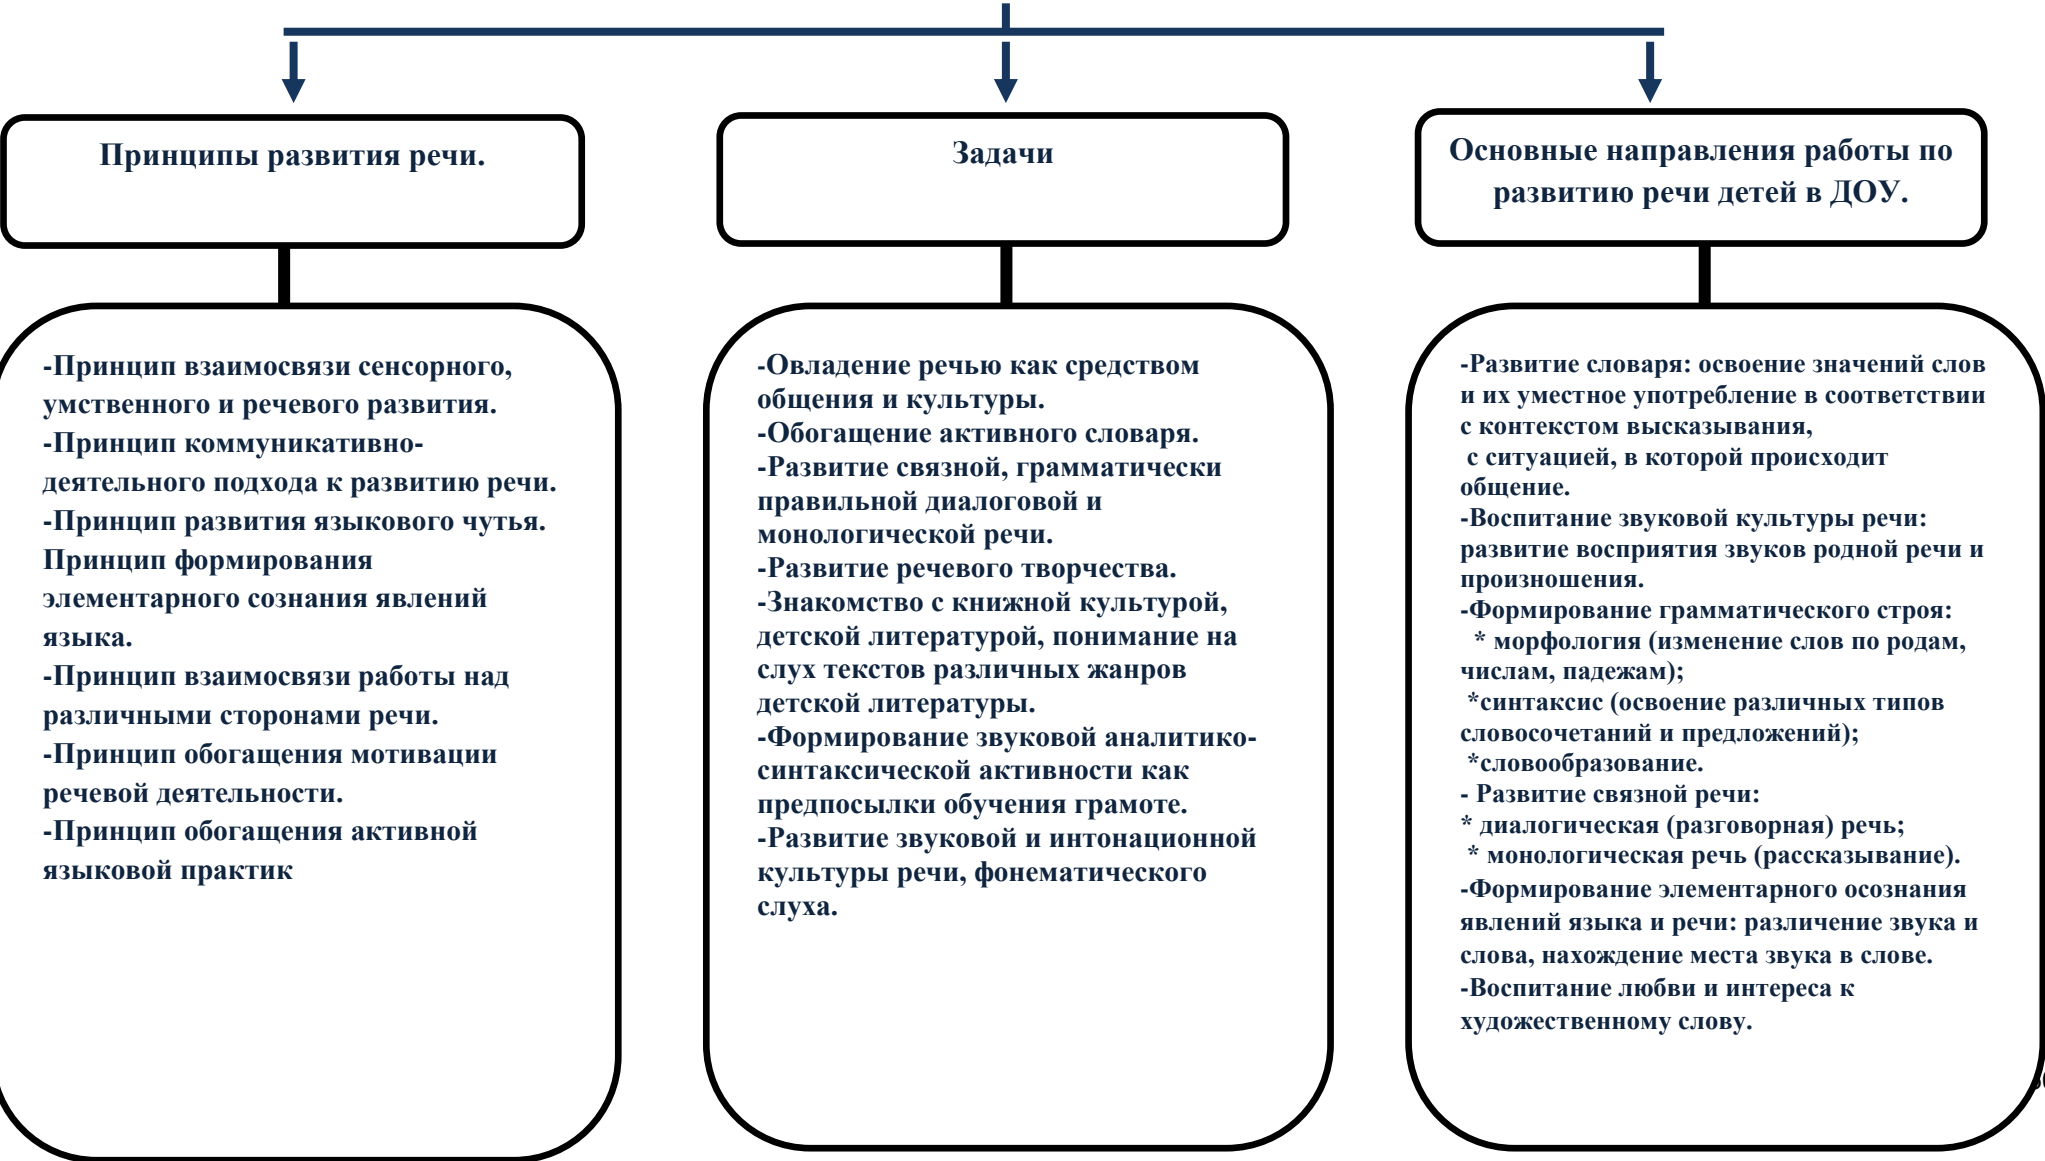 Принципы развития речи.
Задачи
Основные направления работы по
развитию речи детей в ДОУ.
-Принцип взаимосвязи сенсорного,
умственного и речевого развития.
-Принцип коммуникативно-
деятельного подхода к развитию речи.
-Принцип развития языкового чутья.
Принцип формирования
элементарного сознания явлений
языка.
-Принцип взаимосвязи работы над
различными сторонами речи.
-Принцип обогащения мотивации
речевой деятельности.
-Принцип обогащения активной
языковой практик
-Овладение речью как средством
общения и культуры.
-Обогащение активного словаря.
-Развитие связной, грамматически
правильной диалоговой и
монологической речи.
-Развитие речевого творчества.
-Знакомство с книжной культурой,
детской литературой, понимание на
слух текстов различных жанров
детской литературы.
-Формирование звуковой аналитико-
синтаксической активности как
предпосылки обучения грамоте.
-Развитие звуковой и интонационной
культуры речи, фонематического
слуха.
-Развитие словаря: освоение значений слов
и их уместное употребление в соответствии
с контекстом высказывания,
с ситуацией, в которой происходит
общение.
-Воспитание звуковой культуры речи:
развитие восприятия звуков родной речи и
произношения.
-Формирование грамматического строя:
* морфология (изменение слов по родам,
числам, падежам);
*синтаксис (освоение различных типов
словосочетаний и предложений);
*словообразование.
- Развитие связной речи:
* диалогическая (разговорная) речь;
* монологическая речь (рассказывание).
-Формирование элементарного осознания
явлений языка и речи: различение звука и
слова, нахождение места звука в слове.
-Воспитание любви и интереса к
художественному слову.